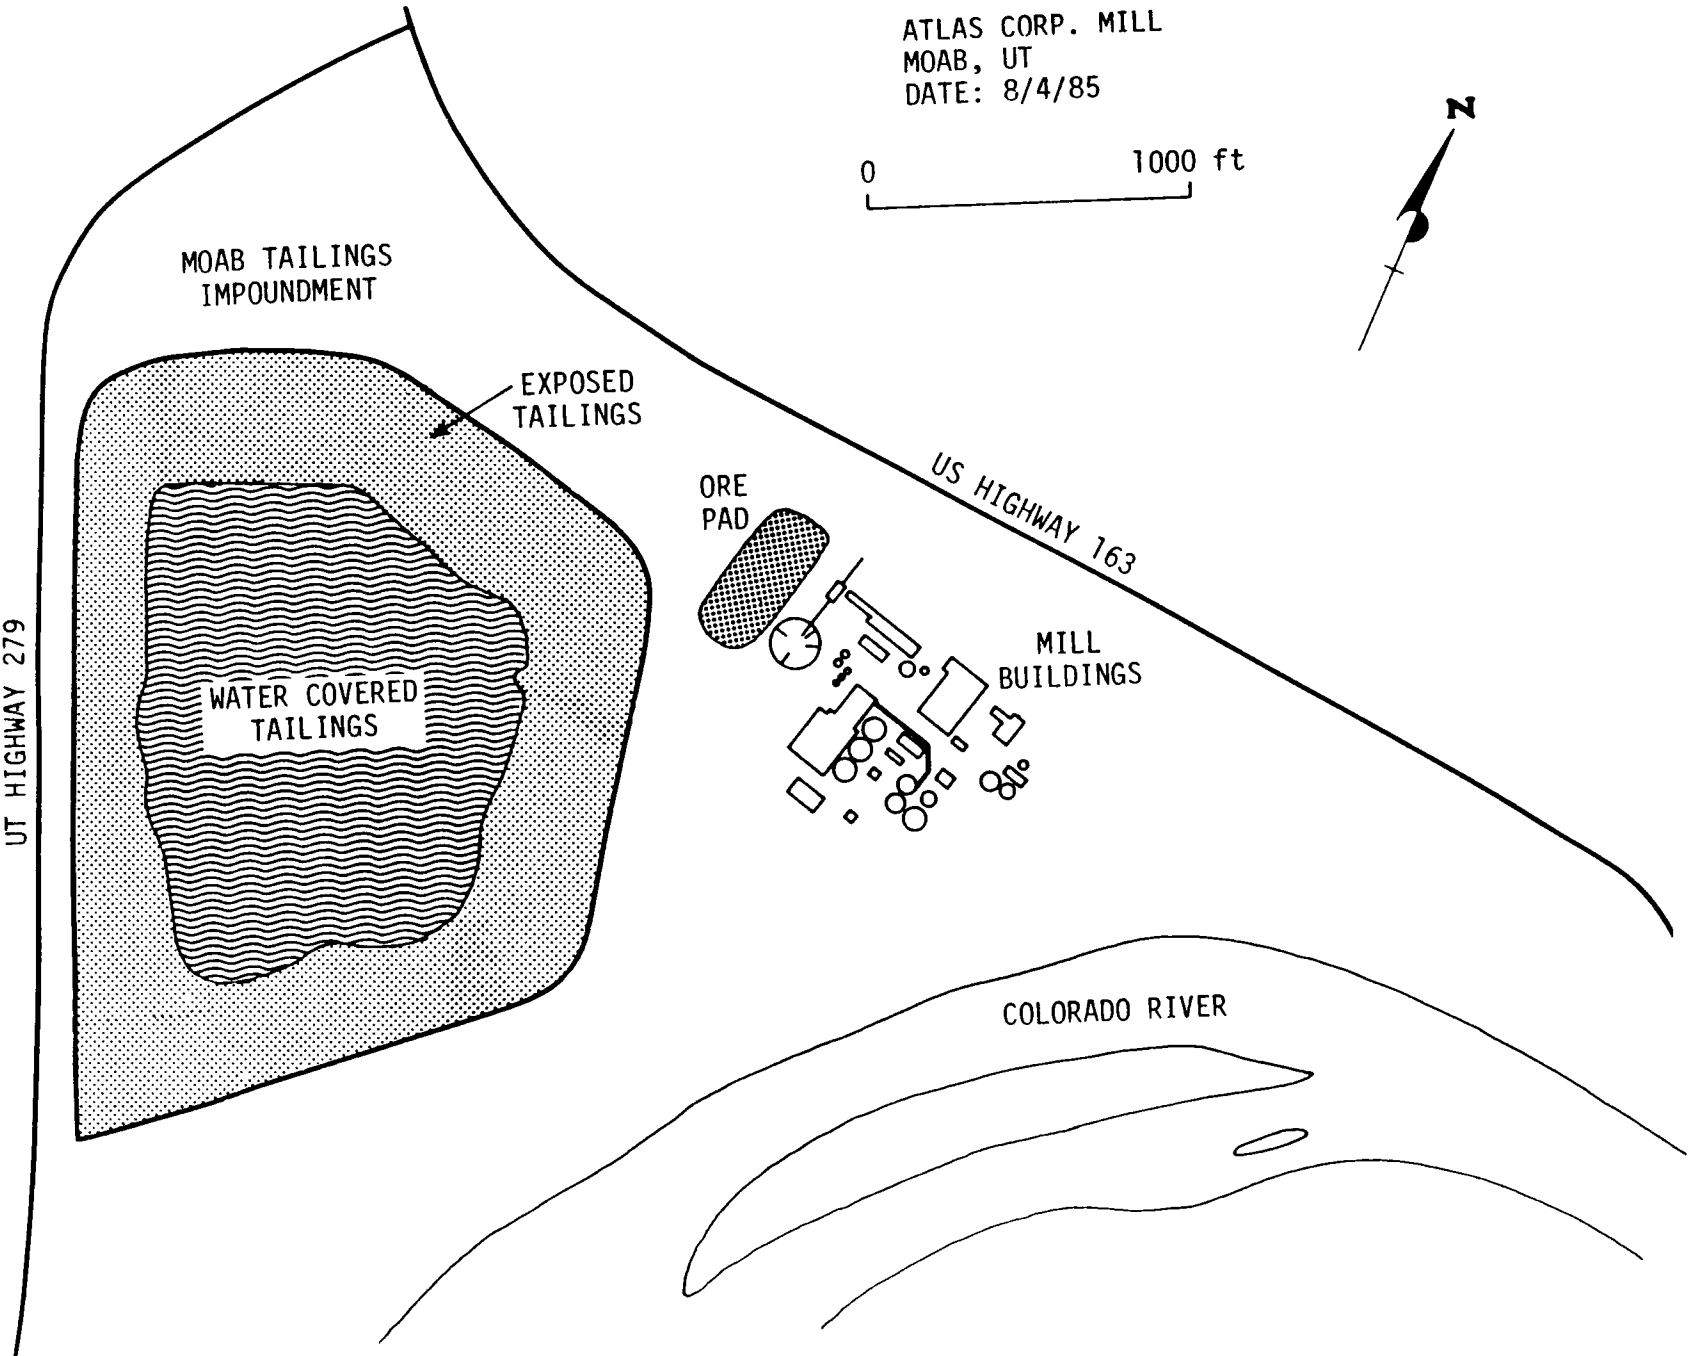 ATLAS CORP. MILL
MOAB, UT
DATE: 8/4/85
N
0
1000 ft
MOAB TAILINGS
IMPOUNDMENT
EXPOSED
TAILINGS
ORE
PAD
US HIGHWAY 163
MILL
BUILDINGS
UT HIGHWAY 279
WATER COVERED
TAILINGS
COLORADO RIVER